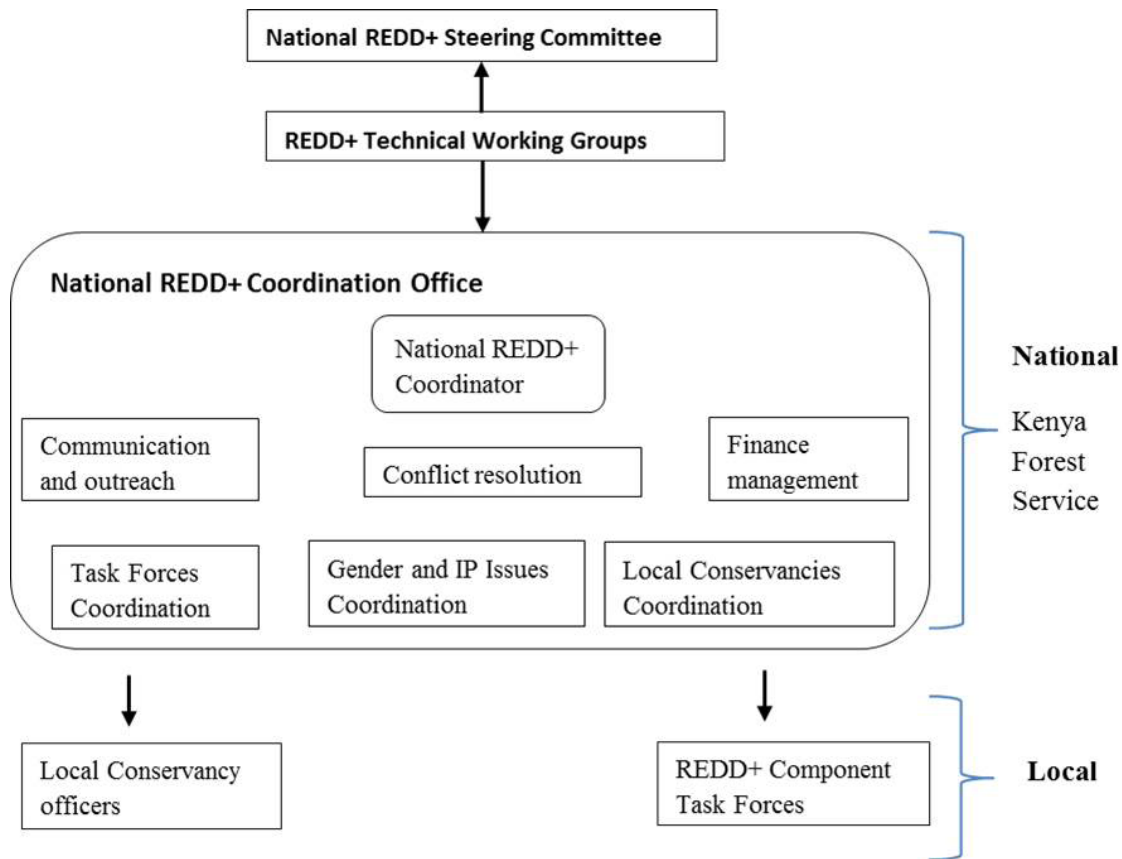 National REDD+ Steering Committee
REDD+ Technical Working Groups
National REDD+ Coordination Office
National REDD+
Coordinator
Communication
and outreach
Conflict resolution
Finance
management
Task Forces
Coordination
Gender and IP Issues
Coordination
Local Conservancies
Coordination
National
Kenya
Forest
Service
Local Conservancy
officers
REDD+ Component
Task Forces
Local